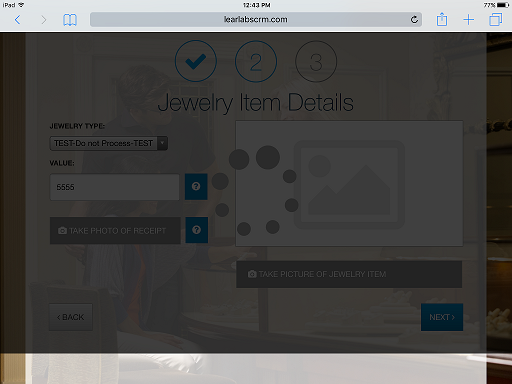 iPad 12:43 PM 77%
learlabscrm.com
2 3
Jewelry Item Details
JEWELRY TYPE:
TEST-Do not Process-TEST
VALUE:
5555
TAKE PHOTO OF RECEIPT
TAKE PICTURE OF JEWELRY ITEM
‹ BACK
NEXT ›